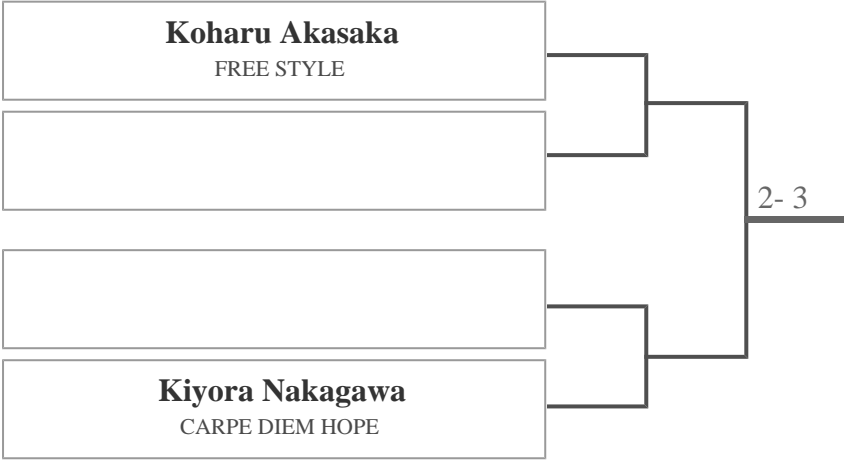 Koharu Akasaka
FREE STYLE
2- 3
Kiyora Nakagawa
CARPE DIEM HOPE